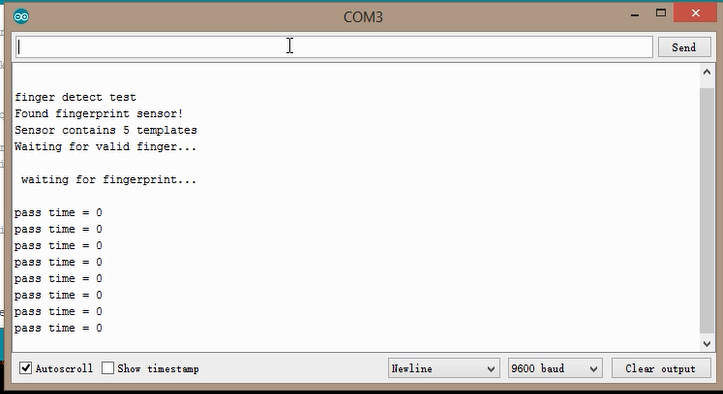 COM3
Send
finger detect test
Found fingerprint sensor!
Sensor contains 5 templates
Waiting for valid finger...
waiting for fingerprint...
pass time = 0
pass time = 0
pass time = 0
pass time = 0
pass time = 0
pass time = 0
pass time = 0
pass time = 0
Autoscroll Show timestamp Newline 9600 baud Clear output